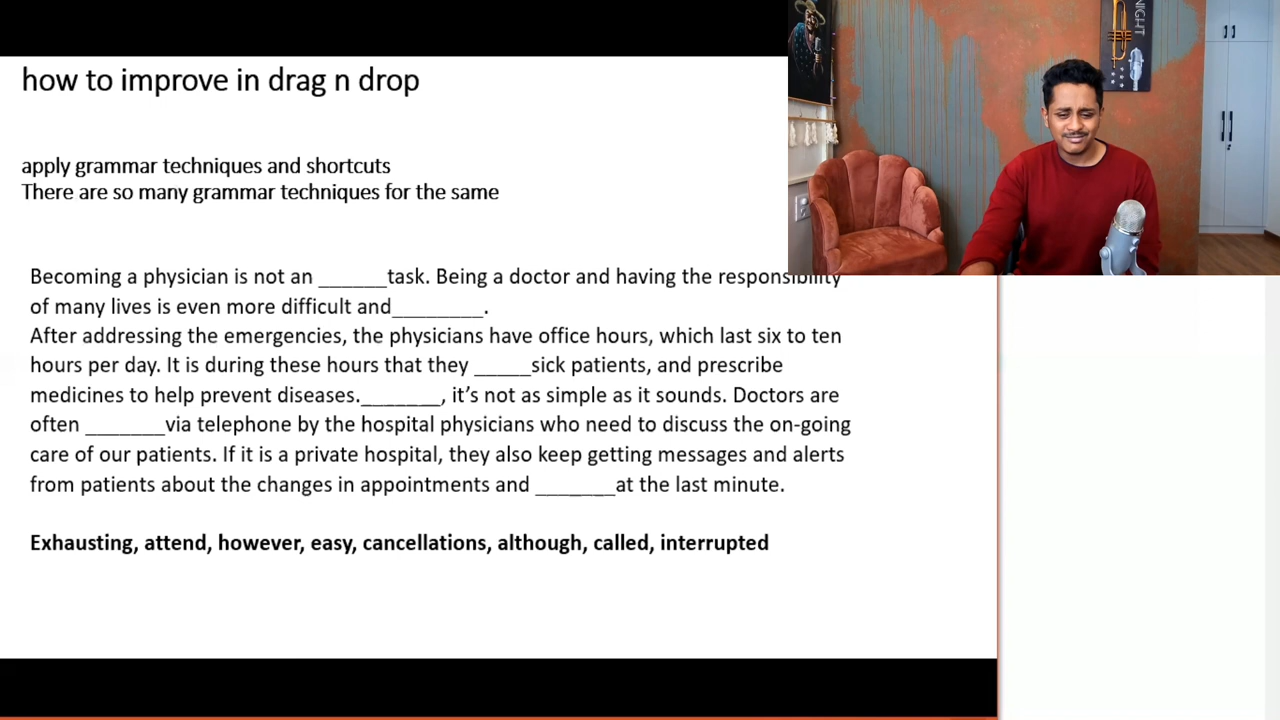 how to improve in drag n drop
apply grammar techniques and shortcuts
There are so many grammar techniques for the same
Becoming a physician is not an ______task. Being a doctor and having the responsibility
of many lives is even more difficult and________.
After addressing the emergencies, the physicians have office hours, which last six to ten
hours per day. It is during these hours that they _____sick patients, and prescribe
medicines to help prevent diseases._______, it’s not as simple as it sounds. Doctors are
often _______via telephone by the hospital physicians who need to discuss the on-going
care of our patients. If it is a private hospital, they also keep getting messages and alerts
from patients about the changes in appointments and _______at the last minute.
Exhausting, attend, however, easy, cancellations, although, called, interrupted